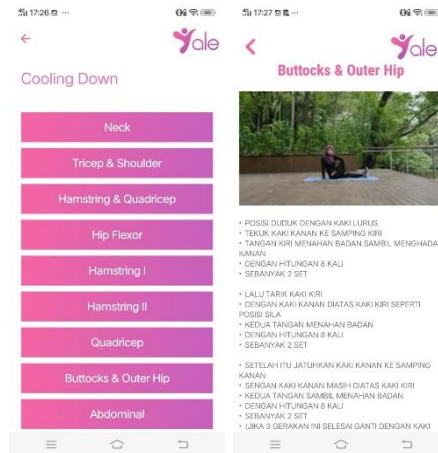 17:26
Yale
Cooling Down
Neck
Tricep & Shoulder
Hamstring & Quadricep
Hip Flexor
Hamstring I
Hamstring II
Quadricep
Buttocks & Outer Hip
Abdominal
17:27
Yale
Buttocks & Outer Hip
• POSISI DUDUK DENGAN KAKI LURUS
• TEKUK KAKI KANAN KE SAMPING KIRI
• TANGAN KIRI MENAHAN BADAN SAMBIL MENGHADA
KANAN
• DENGAN HITUNGAN 8 KALI
• SEBANYAK 2 SET
• LALU TARIK KAKI KIRI
• DENGAN KAKI KANAN DIATAS KAKI KIRI SEPERTI
POSISI SILA
• KEDUA TANGAN MENAHAN BADAN
• DENGAN HITUNGAN 8 KALI
• SEBANYAK 2 SET
• SETELAH ITU JATUHKAN KAKI KANAN KE SAMPING
KANAN
• SENGAN KAKI KANAN MASIH DIATAS KAKI KIRI
• KEDUA TANGAN SAMBIL MENAHAN BADAN
• DENGAN HITUNGAN 8 KALI
• SEBANYAK 2 SET
• (JIKA 3 GERAKAN INI SELESAI GANTI DENGAN KAKI